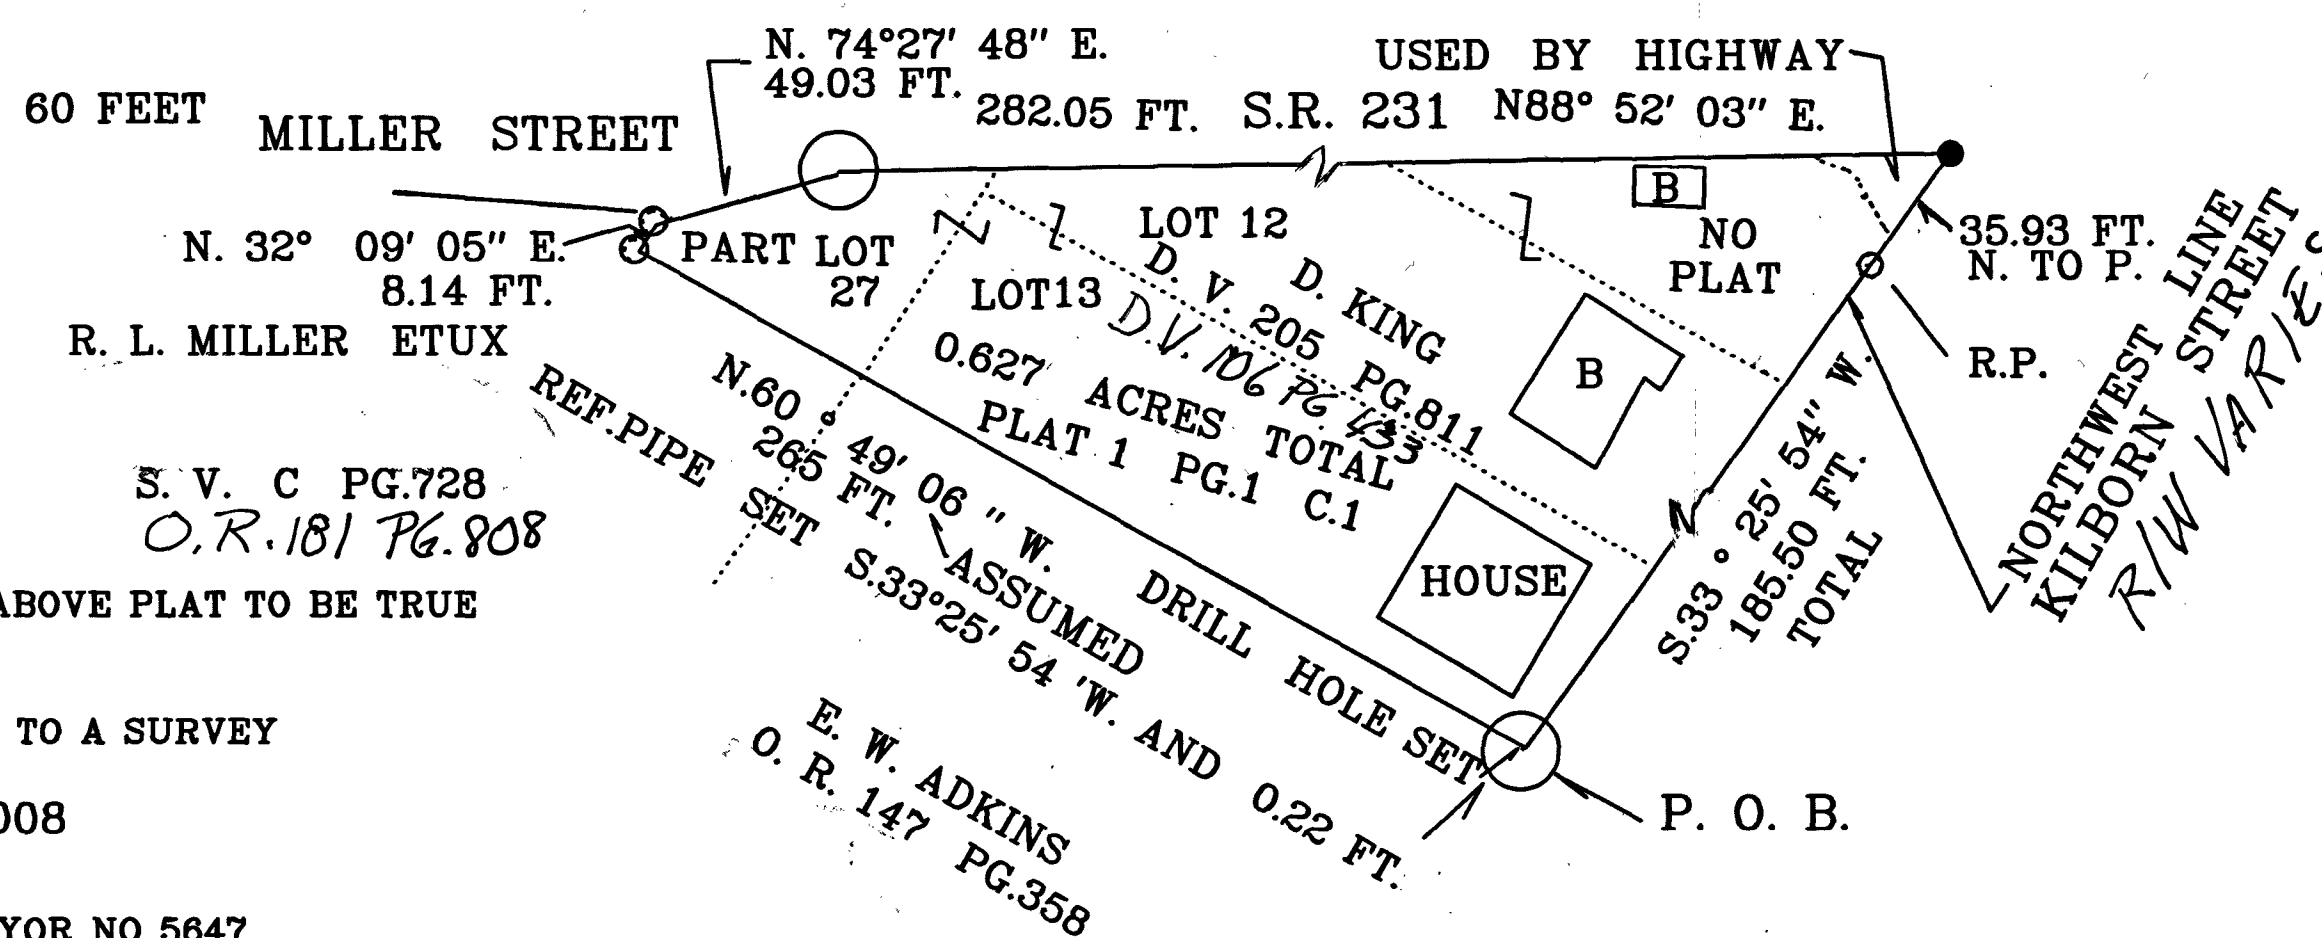 N. 74°27' 48" E.
49.03 FT.
USED BY HIGHWAY
60 FEET
MILLER STREET
282.05 FT. S.R. 231 N88° 52' 03" E.
B
N. 32° 09' 05" E.
8.14 FT.
PART LOT
27
LOT 12
NO
PLAT
35.93 FT.
N. TO P.
R.P.
LOT13
D. KING
D. V. 205 PG.811
D.V. 106 PG. 433
0.627 ACRES TOTAL
PLAT 1 PG.1 C.1
B
HOUSE
NORTHWEST LINE
KILBORN STREET
R/W VARIES
S.33° 25' 54" W.
185.50 FT.
TOTAL
R. L. MILLER ETUX
N.60° 49' 06" W.
265 FT. ASSUMED
REF.PIPE SET S.33°25' 54 'W. AND 0.22 FT.
DRILL HOLE SET
S. V. C PG.728
O.R.181 PG.808
ABOVE PLAT TO BE TRUE
TO A SURVEY
E. W. ADKINS
O. R. 147 PG.358
P. O. B.
008
YOR NO 5647